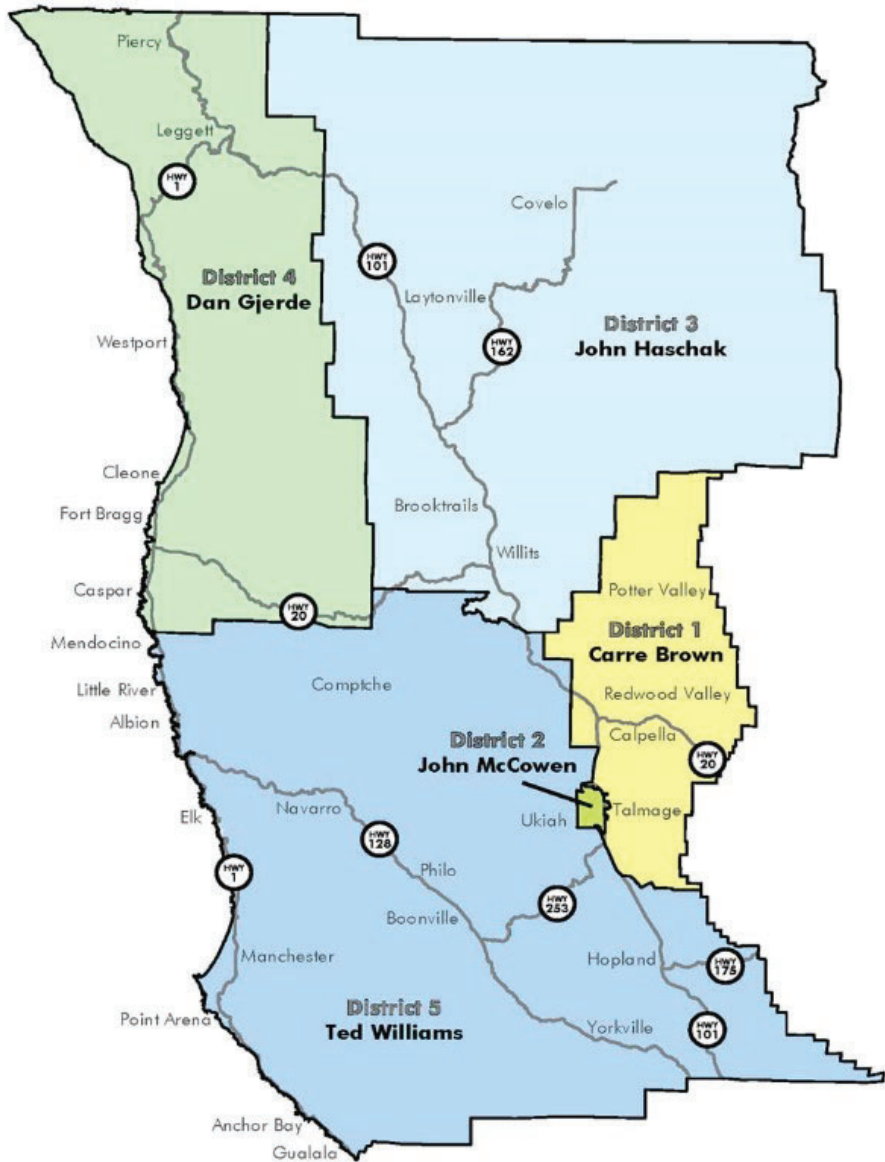 Piercy
Leggett
HWY
1
Covelo
HWY
101
District 4
Dan Gjerde
Laytonville
District 3
John Haschak
Westport
HWY
162
Cleone
Fort Bragg
Brooktrails
Willits
Caspar
HWY
20
Potter Valley
District 1
Carre Brown
Mendocino
Comptche
Little River
Redwood Valley
Albion
District 2
John McCowen
Calpella
HWY
20
Elk
Navarro
Ukiah
Talmage
HWY
128
HWY
1
Philo
HWY
253
Boonville
Manchester
Hopland
HWY
175
Point Arena
District 5
Ted Williams
Yorkville
HWY
101
Anchor Bay
Gualala